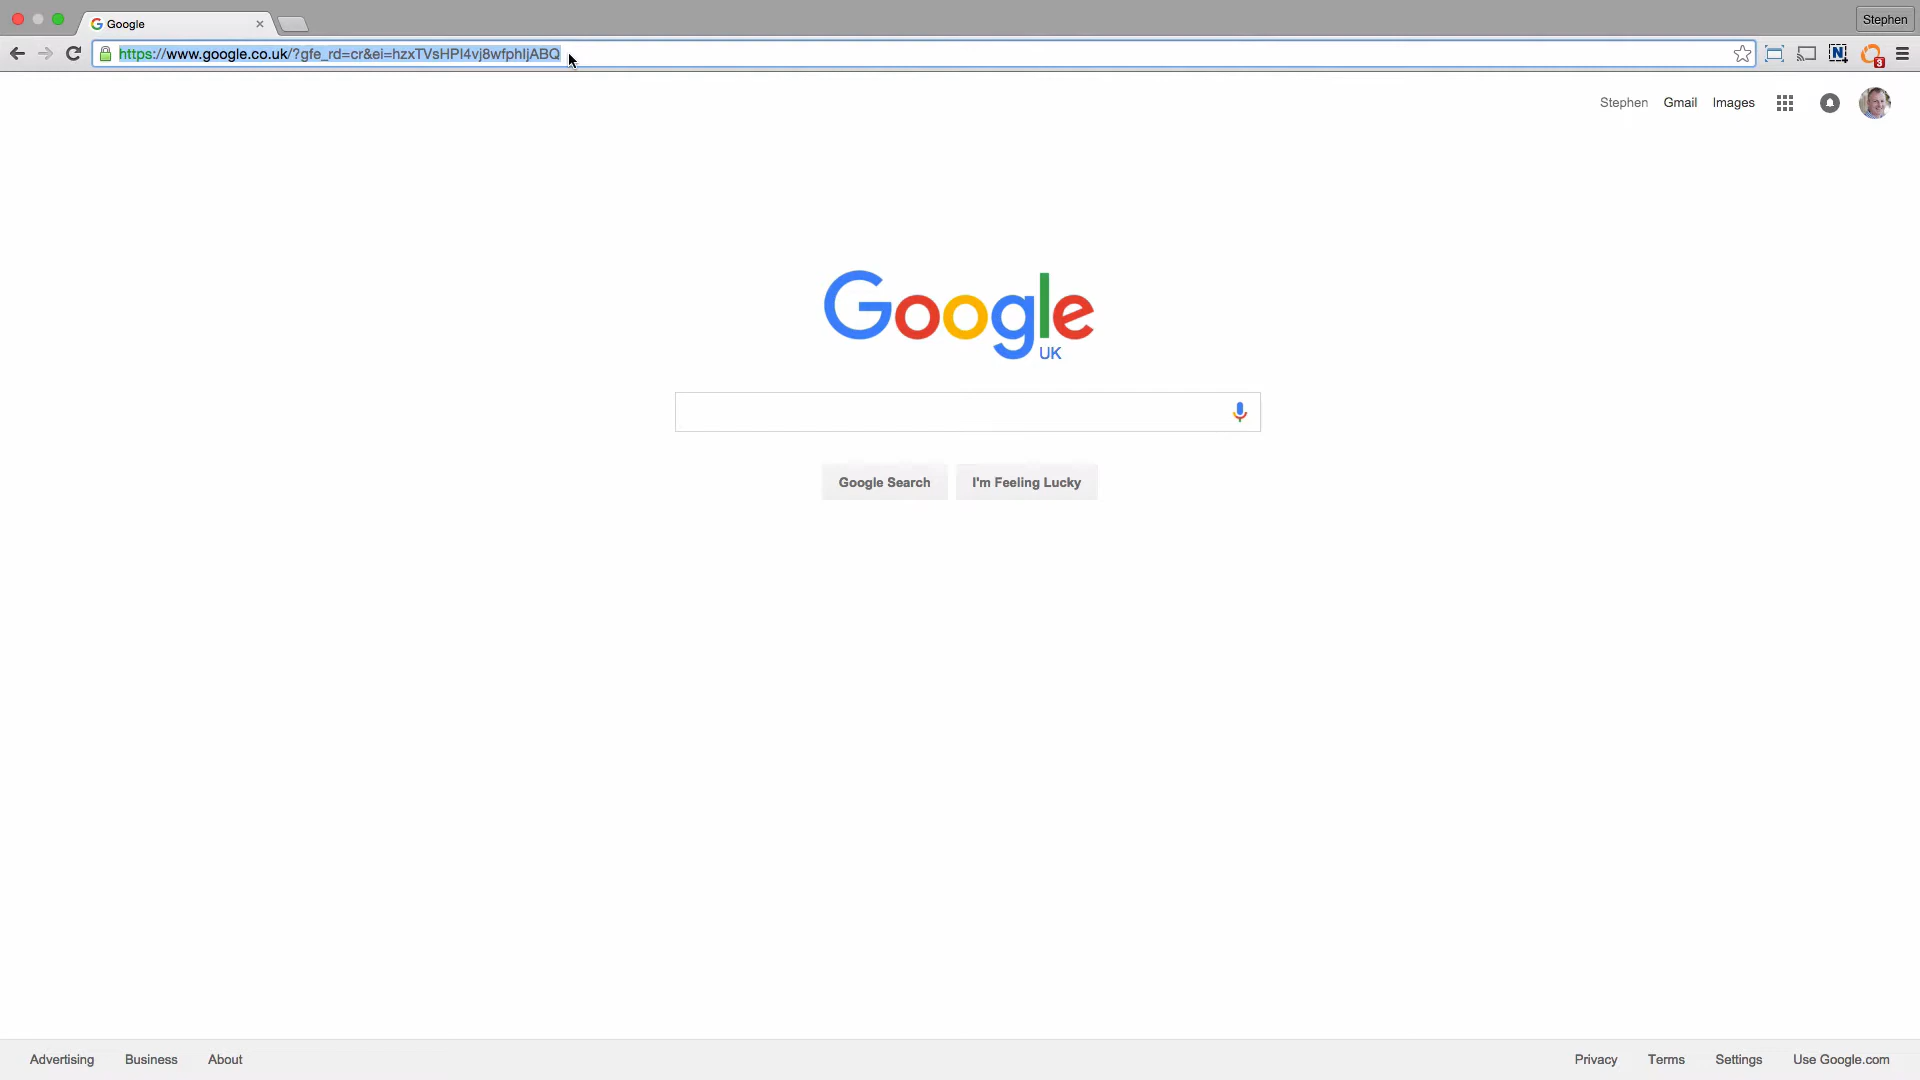 Google
Stephen
https://www.google.co.uk/?gfe_rd=cr&ei=hzxTVsHPI4vj8wfphIjABQ
3
Stephen Gmail Images
Google
UK
Google Search I'm Feeling Lucky
Advertising Business About Privacy Terms Settings Use Google.com